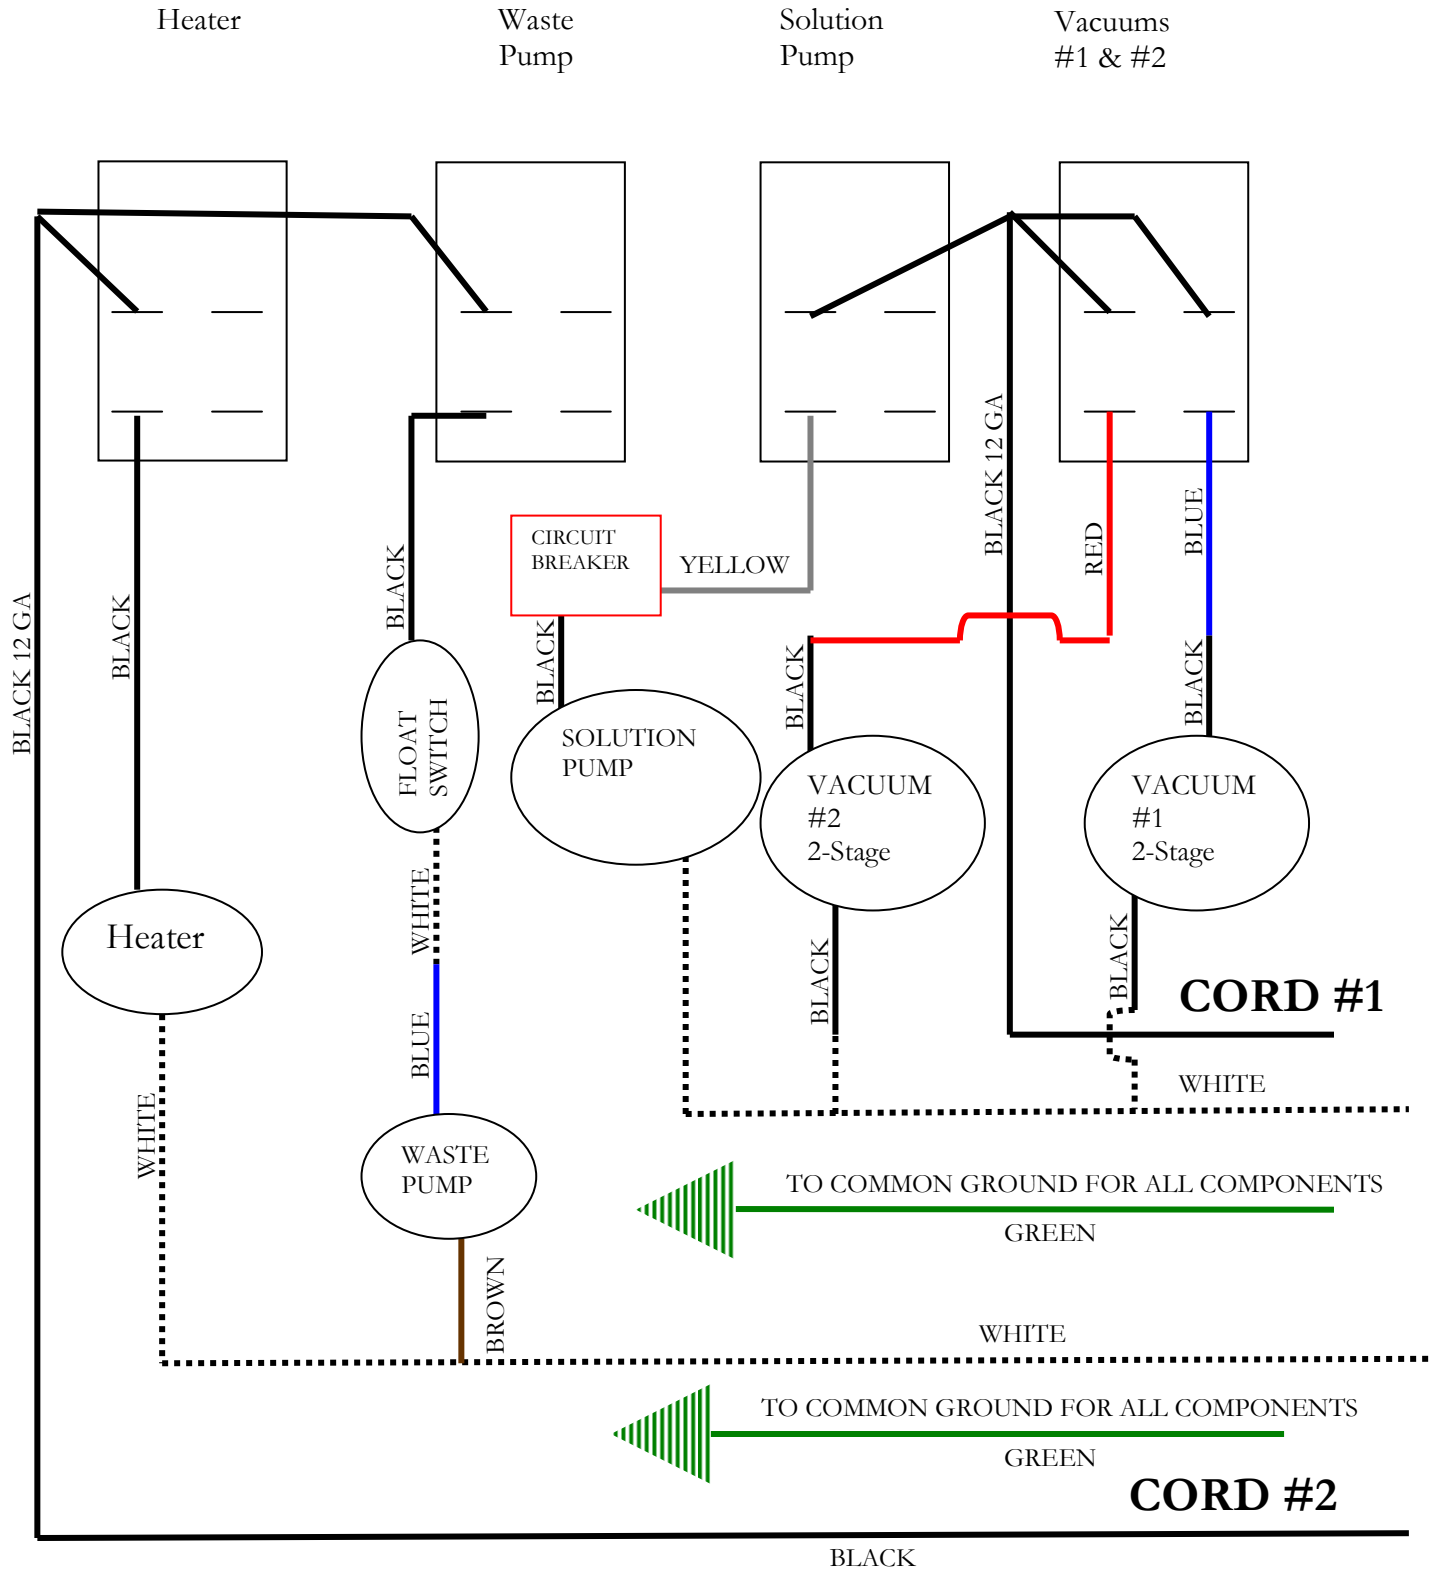 Heater
Waste
Pump
Solution
Pump
Vacuums
#1 & #2
BLACK 12 GA
BLACK
BLACK
CIRCUIT
BREAKER
YELLOW
BLACK 12 GA
RED
BLUE
BLACK
BLACK
BLACK
FLOAT
SWITCH
SOLUTION
PUMP
VACUUM
#2
2-Stage
VACUUM
#1
2-Stage
WHITE
Heater
BLACK
BLACK
CORD #1
BLUE
WHITE
WHITE
WASTE
PUMP
TO COMMON GROUND FOR ALL COMPONENTS
GREEN
BROWN
WHITE
TO COMMON GROUND FOR ALL COMPONENTS
GREEN
CORD #2
BLACK